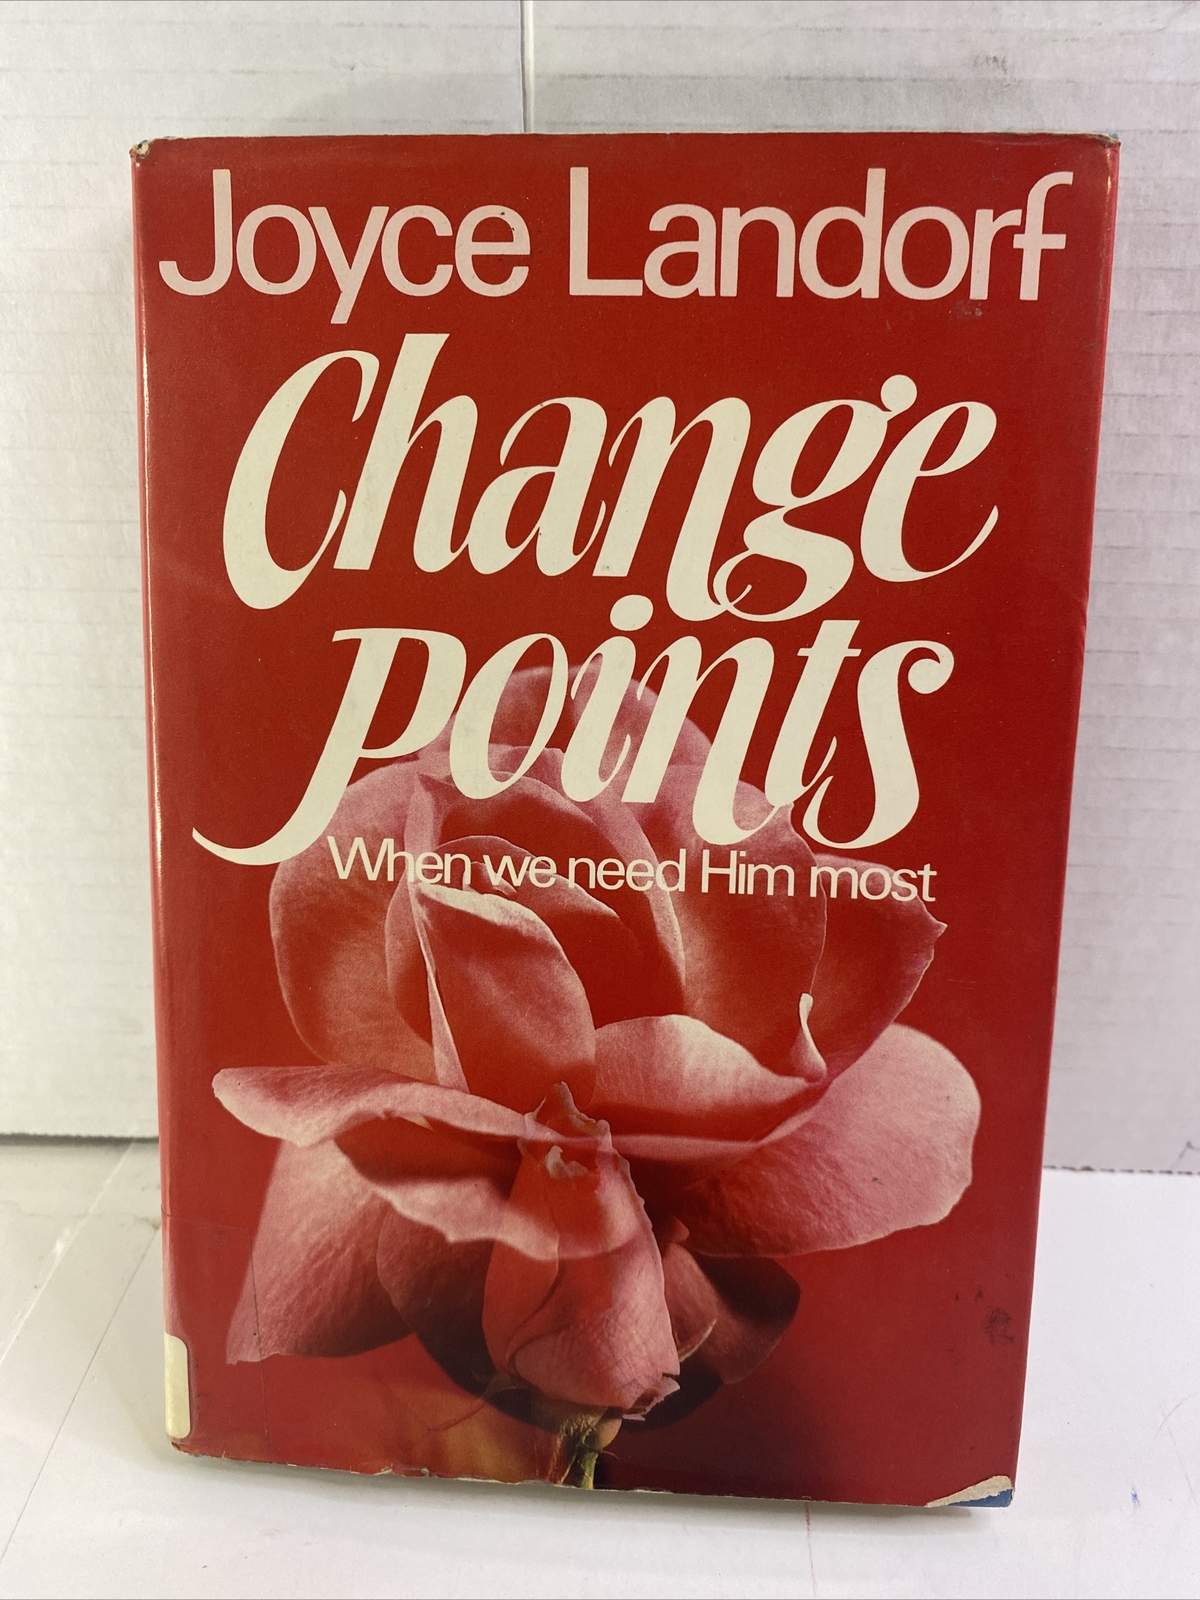 Joyce Landorf
Change
points
When we need Him most